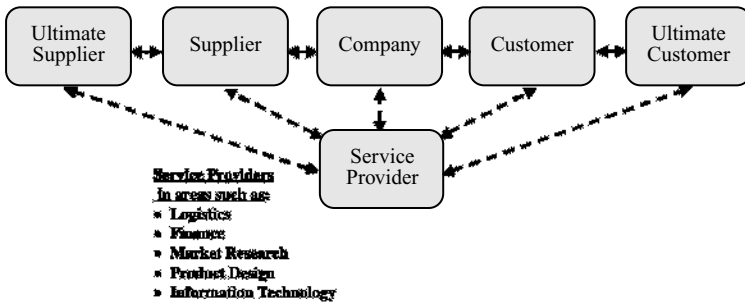 Ultimate
Supplier
Supplier
Company
Customer
Ultimate
Customer
Service
Provider
Service Providers
In areas such as:
• Logistics
• Finance
• Market Research
• Product Design
• Information Technology